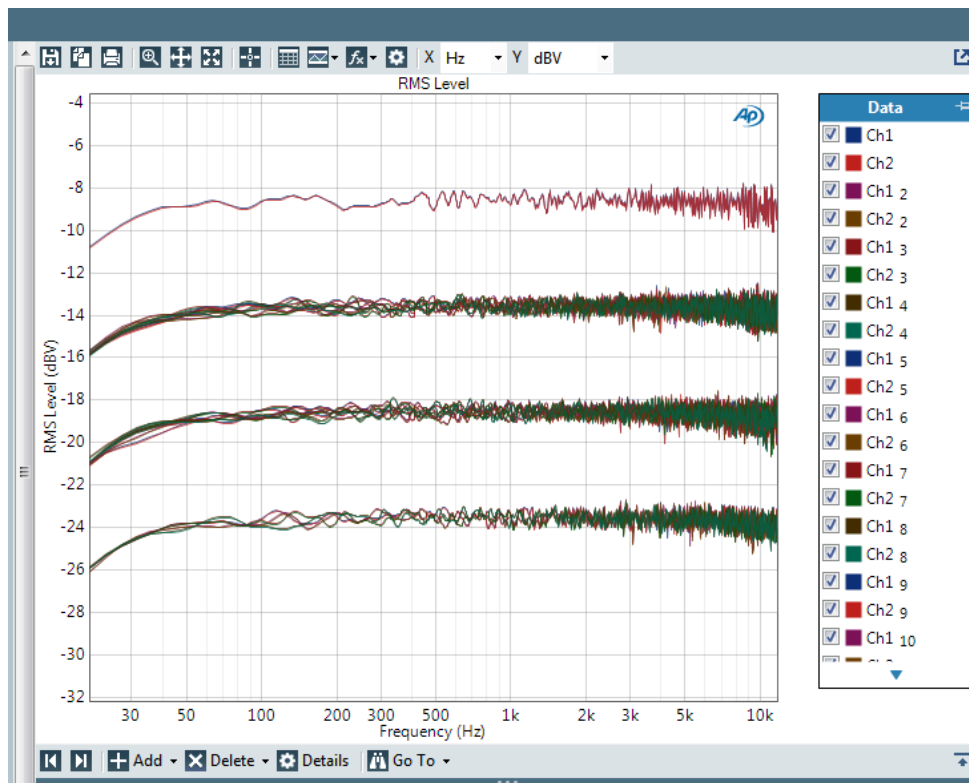 X Hz Y dBV
RMS Level
-4
-6
-8
-10
-12
-14
-16
-18
-20
-22
-24
-26
-28
-30
-32
RMS Level (dBV)
30 50 100 200 300 500 1k 2k 3k 5k 10k
Frequency (Hz)
AP
Data
Ch1
Ch2
Ch1 2
Ch2 2
Ch1 3
Ch2 3
Ch1 4
Ch2 4
Ch1 5
Ch2 5
Ch1 6
Ch2 6
Ch1 7
Ch2 7
Ch1 8
Ch2 8
Ch1 9
Ch2 9
Ch1 10
Add Delete Details Go To